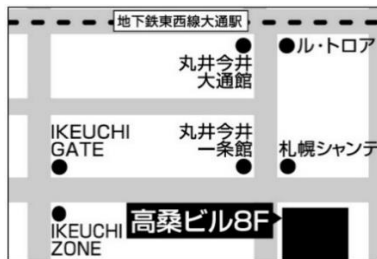 地下鉄東西線大通駅
ル・トロア
丸井今井
大通館
IKEUCHI
GATE
丸井今井
一条館
札幌シャンテ
IKEUCHI
ZONE
高桑ビル8F